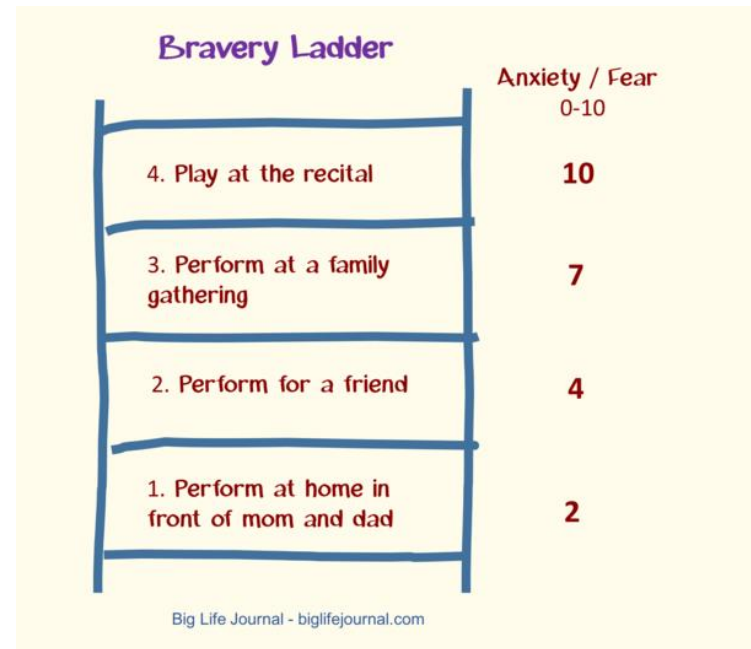 Bravery Ladder
Anxiety / Fear
0-10
4. Play at the recital
10
3. Perform at a family
gathering
7
2. Perform for a friend
4
1. Perform at home in
front of mom and dad
2
Big Life Journal - biglifejournal.com